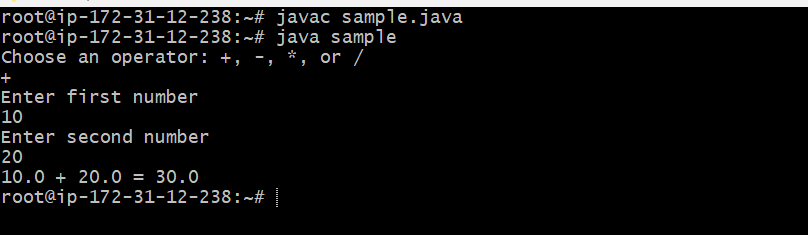 root@ip-172-31-12-238:~# javac sample.java
root@ip-172-31-12-238:~# java sample
Choose an operator: +, -, *, or /
+
Enter first number
10
Enter second number
20
10.0 + 20.0 = 30.0
root@ip-172-31-12-238:~#